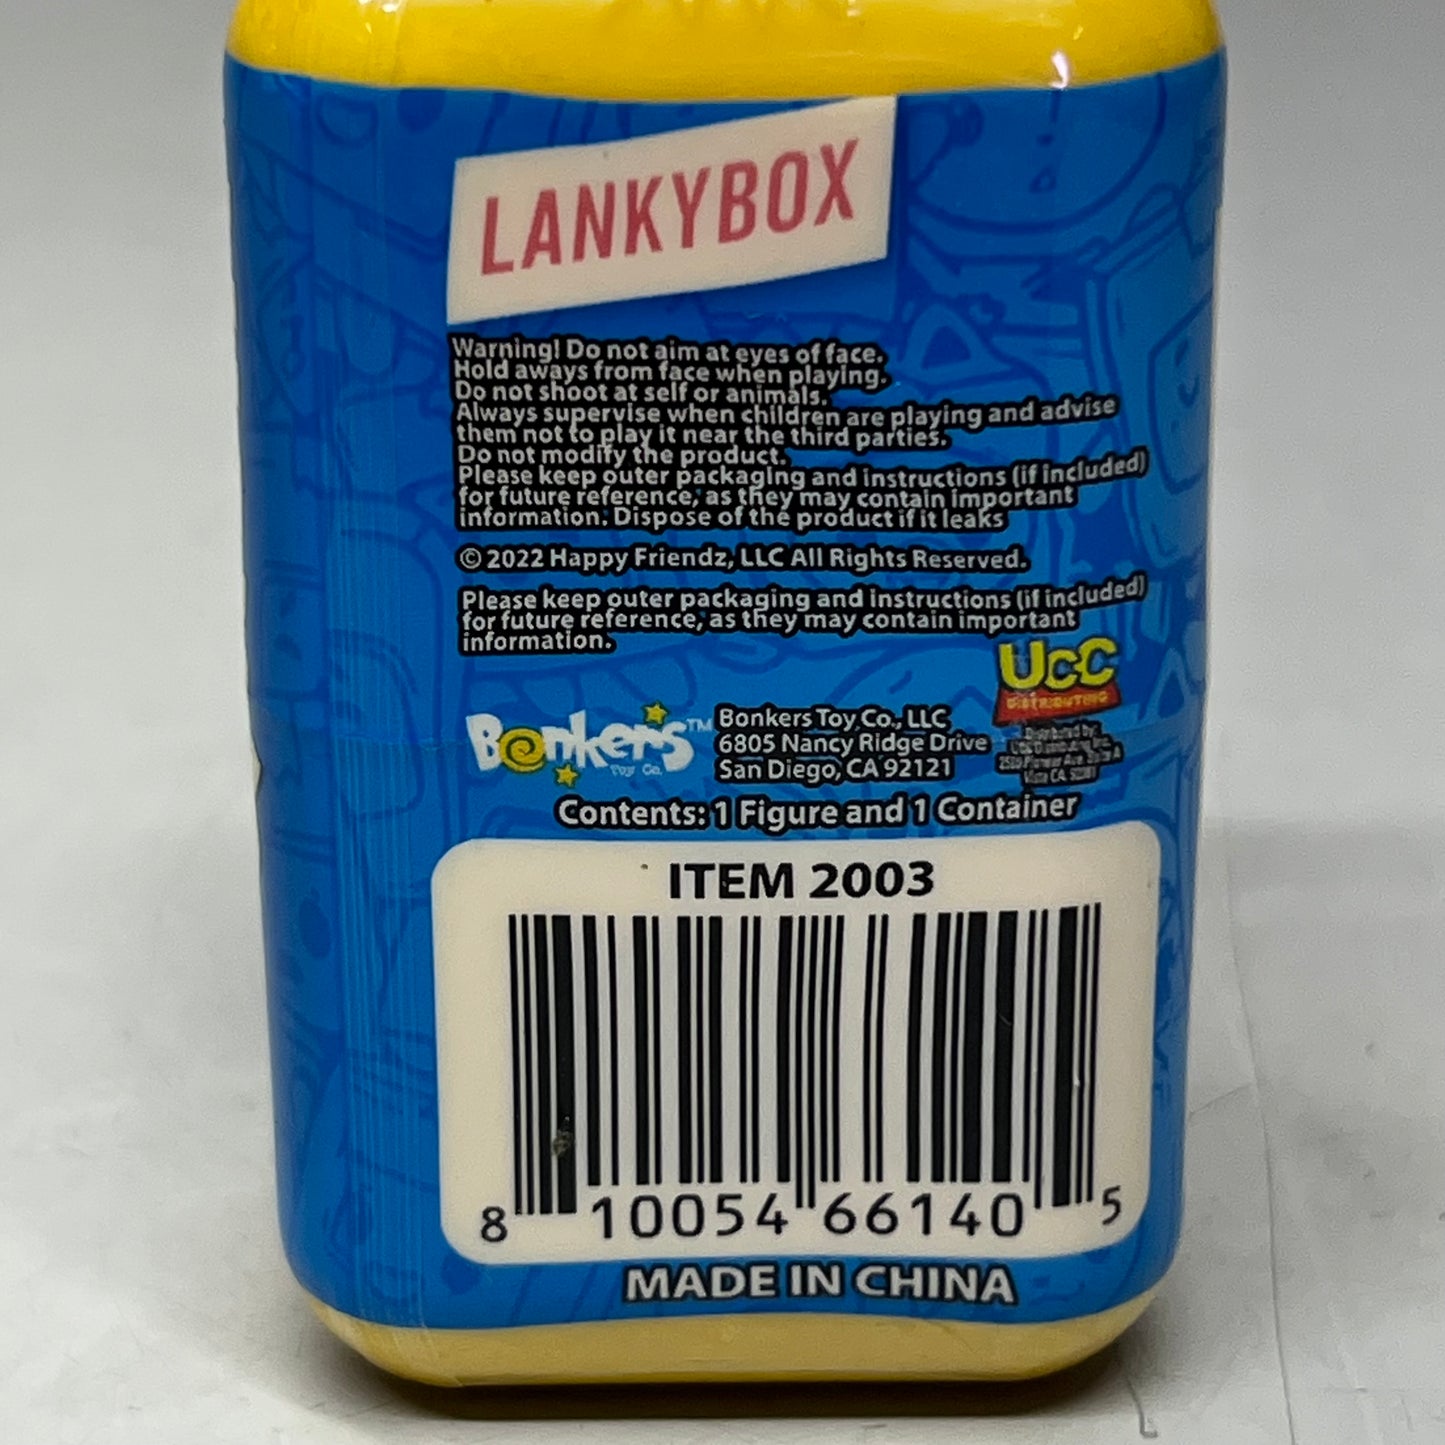 LANKYBOX
Warning! Do not aim at eyes of face.
Hold aways from face when playing.
Do not shoot at self or animals.
Always supervise when children are playing and advise
them not to play it near the third parties.
Do not modify the product.
Please keep outer packaging and instructions (if included)
for future reference, as they may contain important
information. Dispose of the product if it leaks
© 2022 Happy Friendz, LLC All Rights Reserved.
Please keep outer packaging and instructions (if included)
for future reference, as they may contain important
information.
Bonkers™
Toy Co.
Bonkers Toy Co., LLC
6805 Nancy Ridge Drive
San Diego, CA 92121
UCC
DISTRIBUTING
Distributed by:
Contents: 1 Figure and 1 Container
ITEM 2003
8 10054 66140 5
MADE IN CHINA